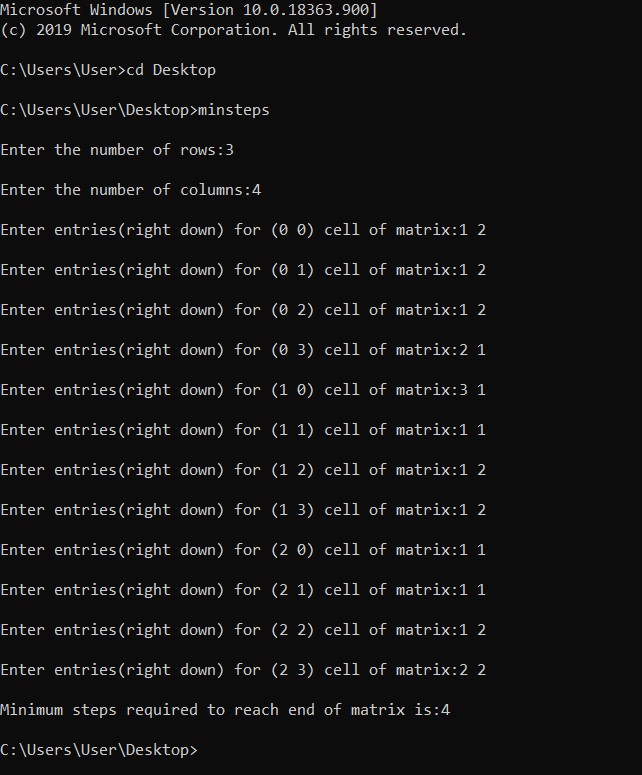 Microsoft Windows [Version 10.0.18363.900]
(c) 2019 Microsoft Corporation. All rights reserved.
C:\Users\User>cd Desktop
C:\Users\User\Desktop>minsteps
Enter the number of rows:3
Enter the number of columns:4
Enter entries(right down) for (0 0) cell of matrix:1 2
Enter entries(right down) for (0 1) cell of matrix:1 2
Enter entries(right down) for (0 2) cell of matrix:1 2
Enter entries(right down) for (0 3) cell of matrix:2 1
Enter entries(right down) for (1 0) cell of matrix:3 1
Enter entries(right down) for (1 1) cell of matrix:1 1
Enter entries(right down) for (1 2) cell of matrix:1 2
Enter entries(right down) for (1 3) cell of matrix:1 2
Enter entries(right down) for (2 0) cell of matrix:1 1
Enter entries(right down) for (2 1) cell of matrix:1 1
Enter entries(right down) for (2 2) cell of matrix:1 2
Enter entries(right down) for (2 3) cell of matrix:2 2
Minimum steps required to reach end of matrix is:4
C:\Users\User\Desktop>